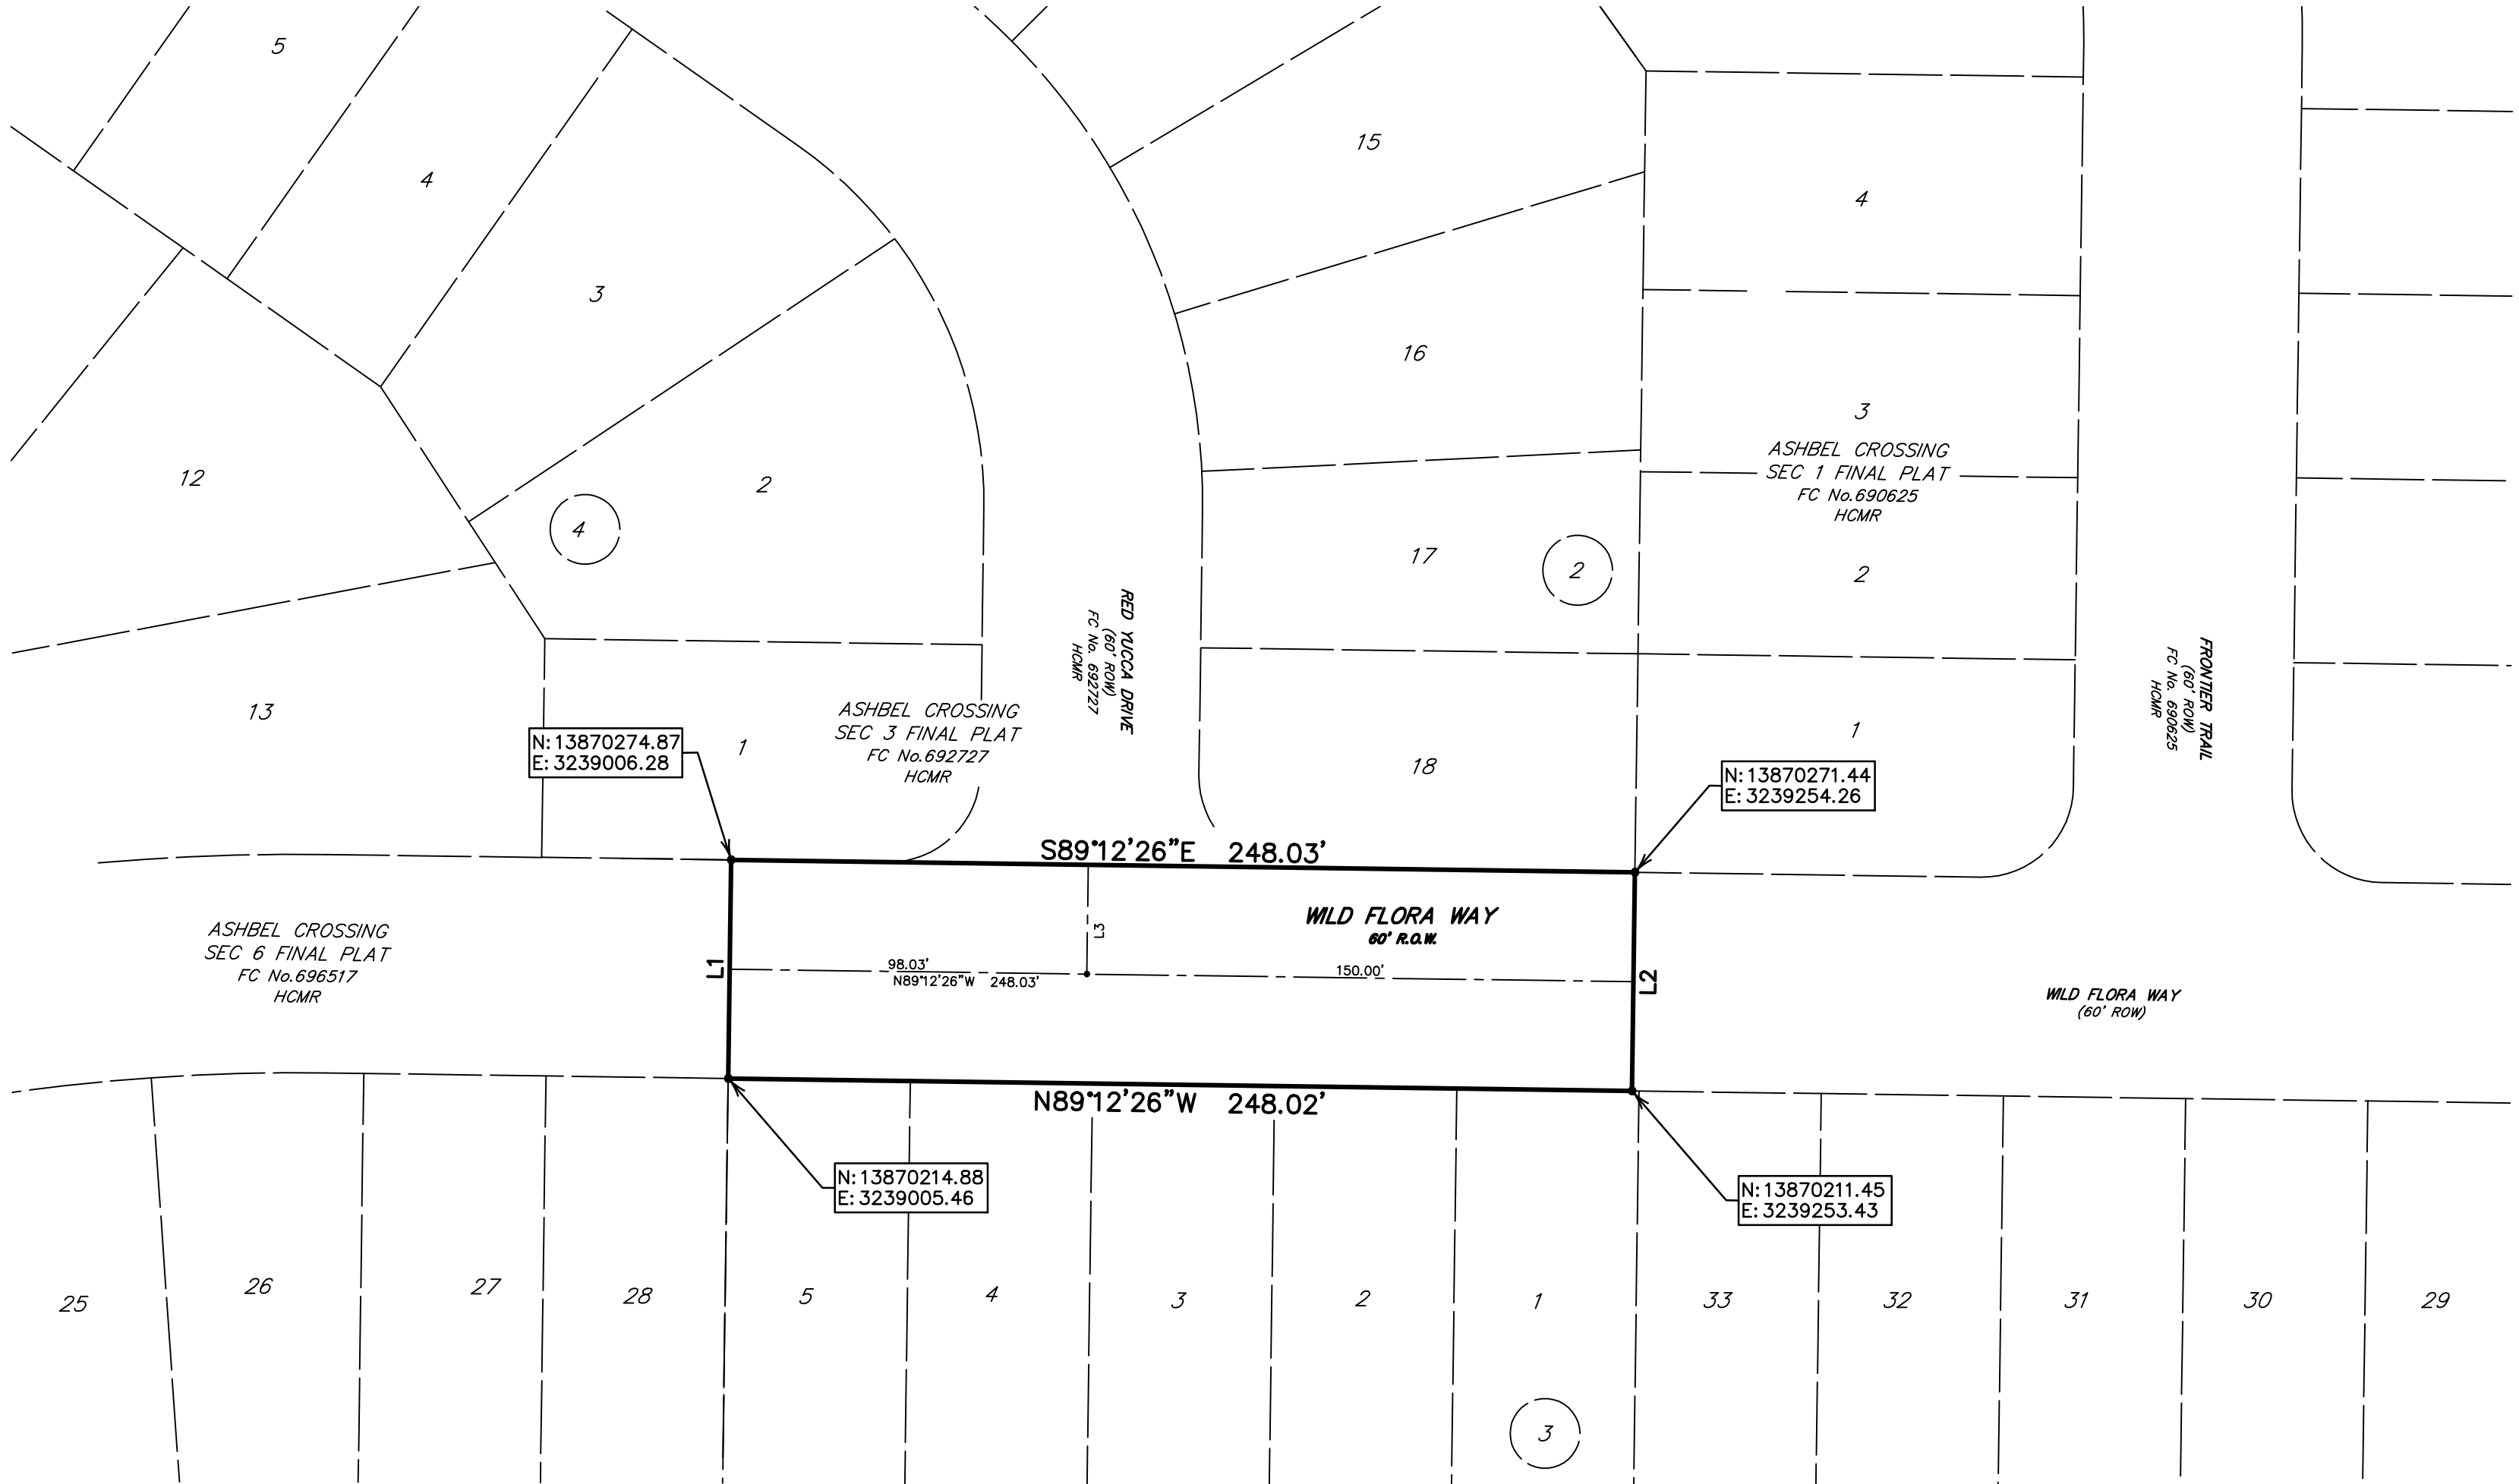 5
4
3
2
4
12
13
1
ASHBEL CROSSING
SEC 3 FINAL PLAT
FC No.692727
HCMR
RED YUCCA DRIVE
(60' ROW)
FC No. 692727
HCMR
15
16
17
18
2
4
3
ASHBEL CROSSING
SEC 1 FINAL PLAT
FC No.690625
HCMR
2
1
FRONTIER TRAIL
(60' ROW)
FC No. 690625
HCMR
N:13870274.87
E:3239006.28
N:13870271.44
E:3239254.26
S89°12'26"E 248.03'
WILD FLORA WAY
60' R.O.W.
L1
L3
L2
98.03'
150.00'
N89°12'26"W 248.03'
ASHBEL CROSSING
SEC 6 FINAL PLAT
FC No.696517
HCMR
WILD FLORA WAY
(60' ROW)
N89°12'26"W 248.02'
N:13870214.88
E:3239005.46
N:13870211.45
E:3239253.43
25
26
27
28
5
4
3
2
1
33
32
31
30
29
3